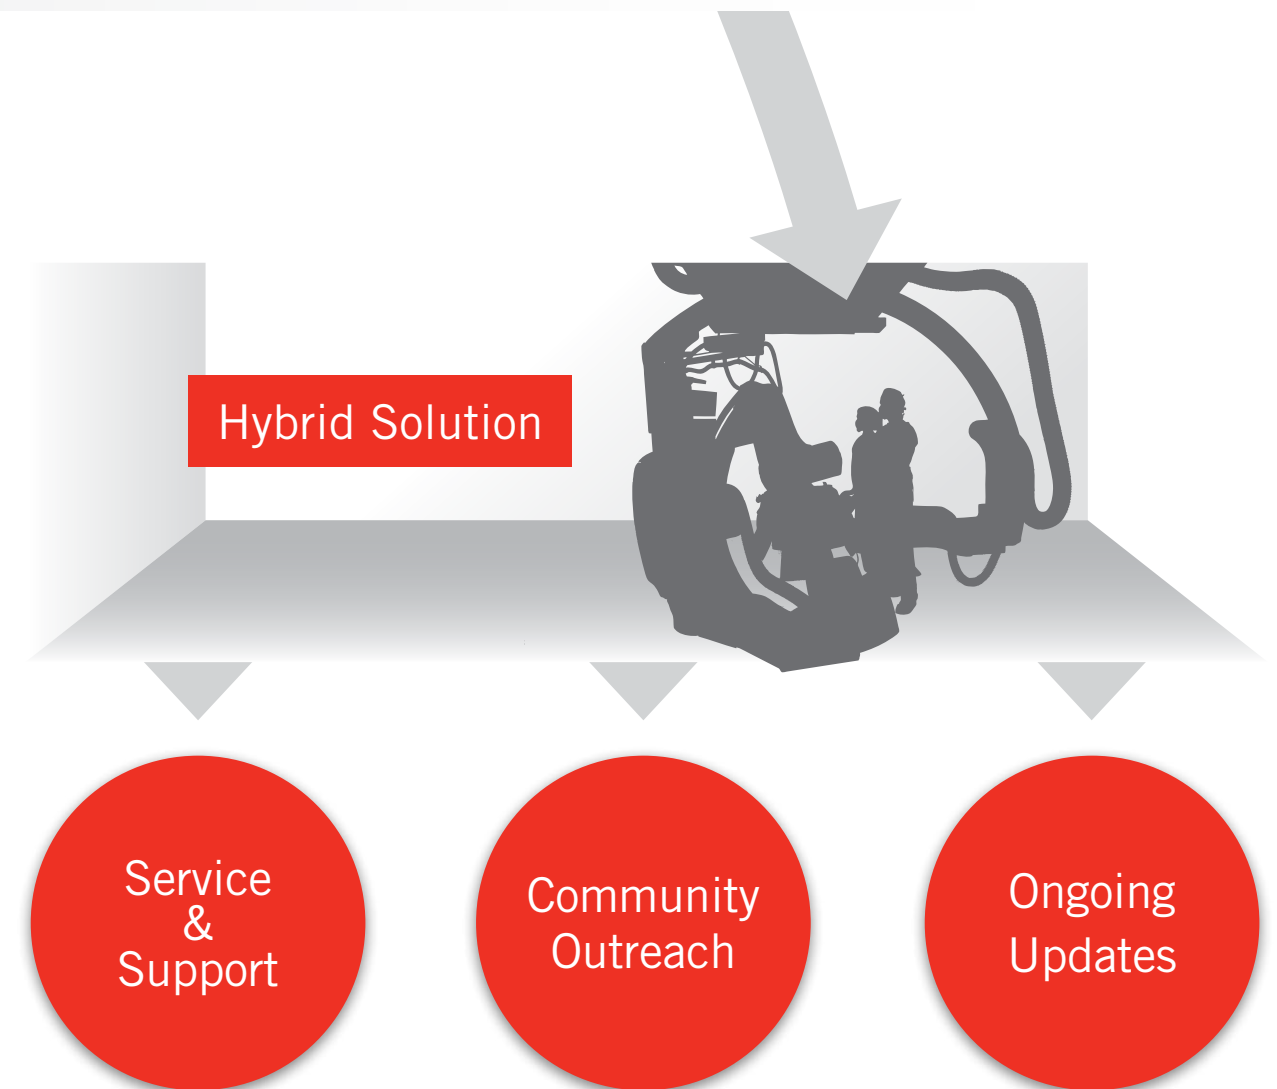 Hybrid Solution
Service
&
Support
Community
Outreach
Ongoing
Updates